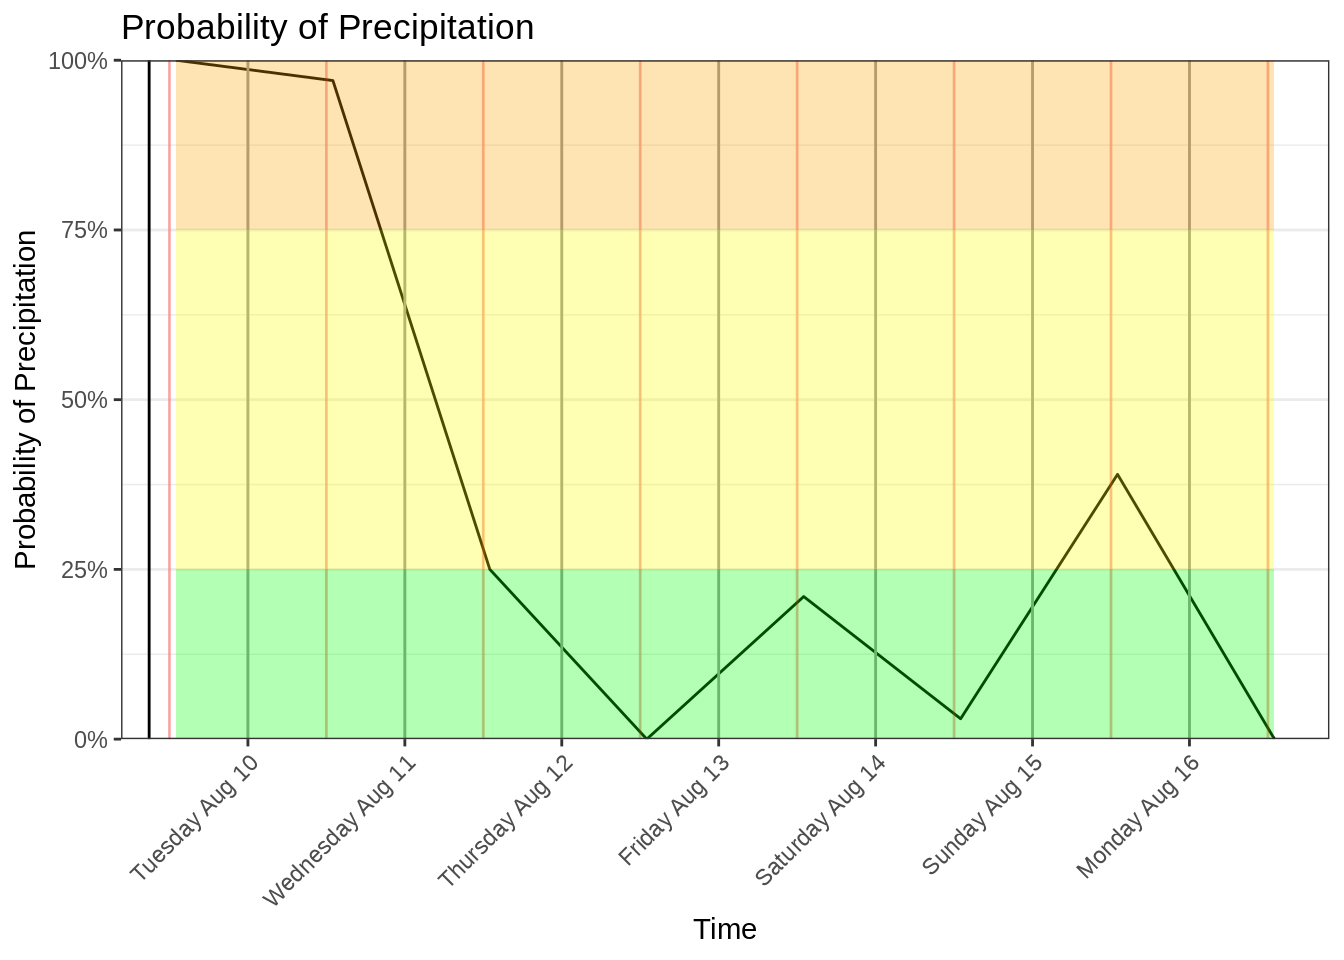 Probability of Precipitation
Probability of Precipitation
100%
75%
50%
25%
0%
Tuesday Aug 10
Wednesday Aug 11
Thursday Aug 12
Friday Aug 13
Saturday Aug 14
Sunday Aug 15
Monday Aug 16
Time